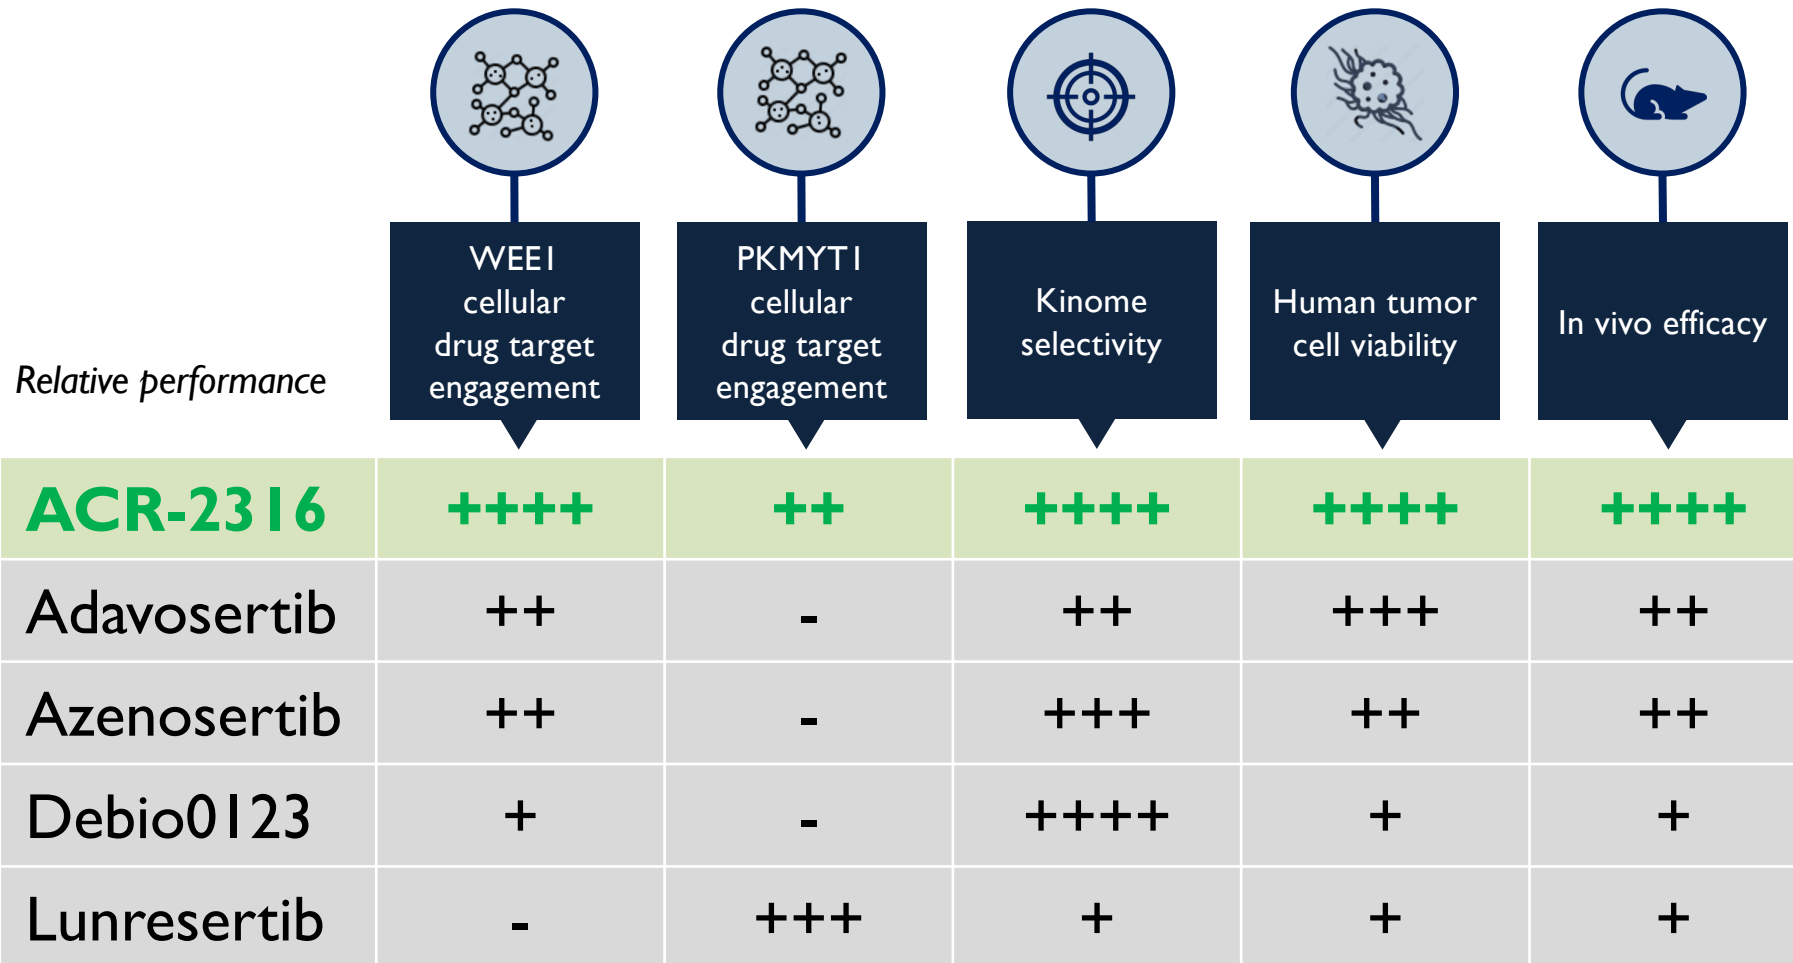 WEE1
cellular
drug target
engagement
PKMYT1
cellular
drug target
engagement
Kinome
selectivity
Human tumor
cell viability
In vivo efficacy
Relative performance
ACR-2316 ++++ ++ ++++ ++++ ++++
Adavosertib ++ - ++ +++ ++
Azenosertib ++ - +++ ++ ++
Debio0123 + - ++++ + +
Lunresertib - +++ + + +